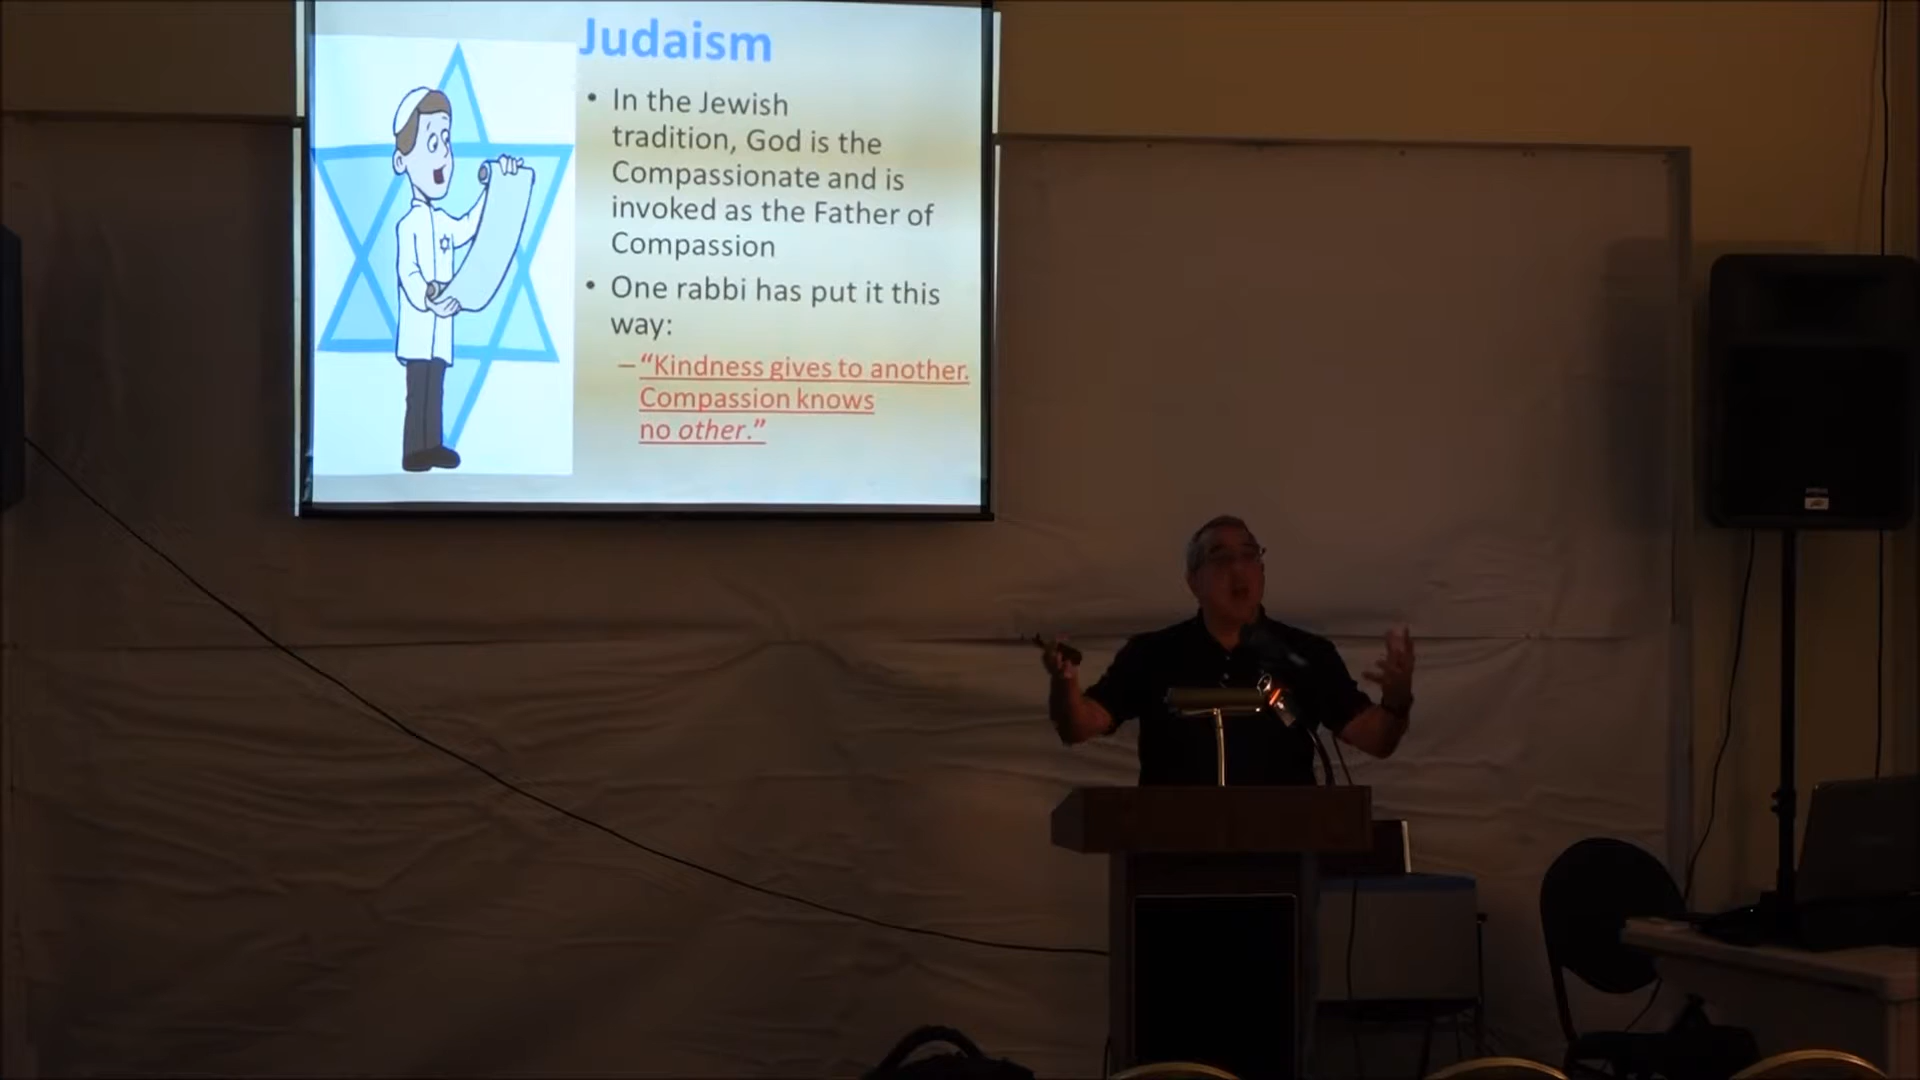 Judaism
• In the Jewish
tradition, God is the
Compassionate and is
invoked as the Father of
Compassion
• One rabbi has put it this
way:
– “Kindness gives to another.
Compassion knows
no other.”